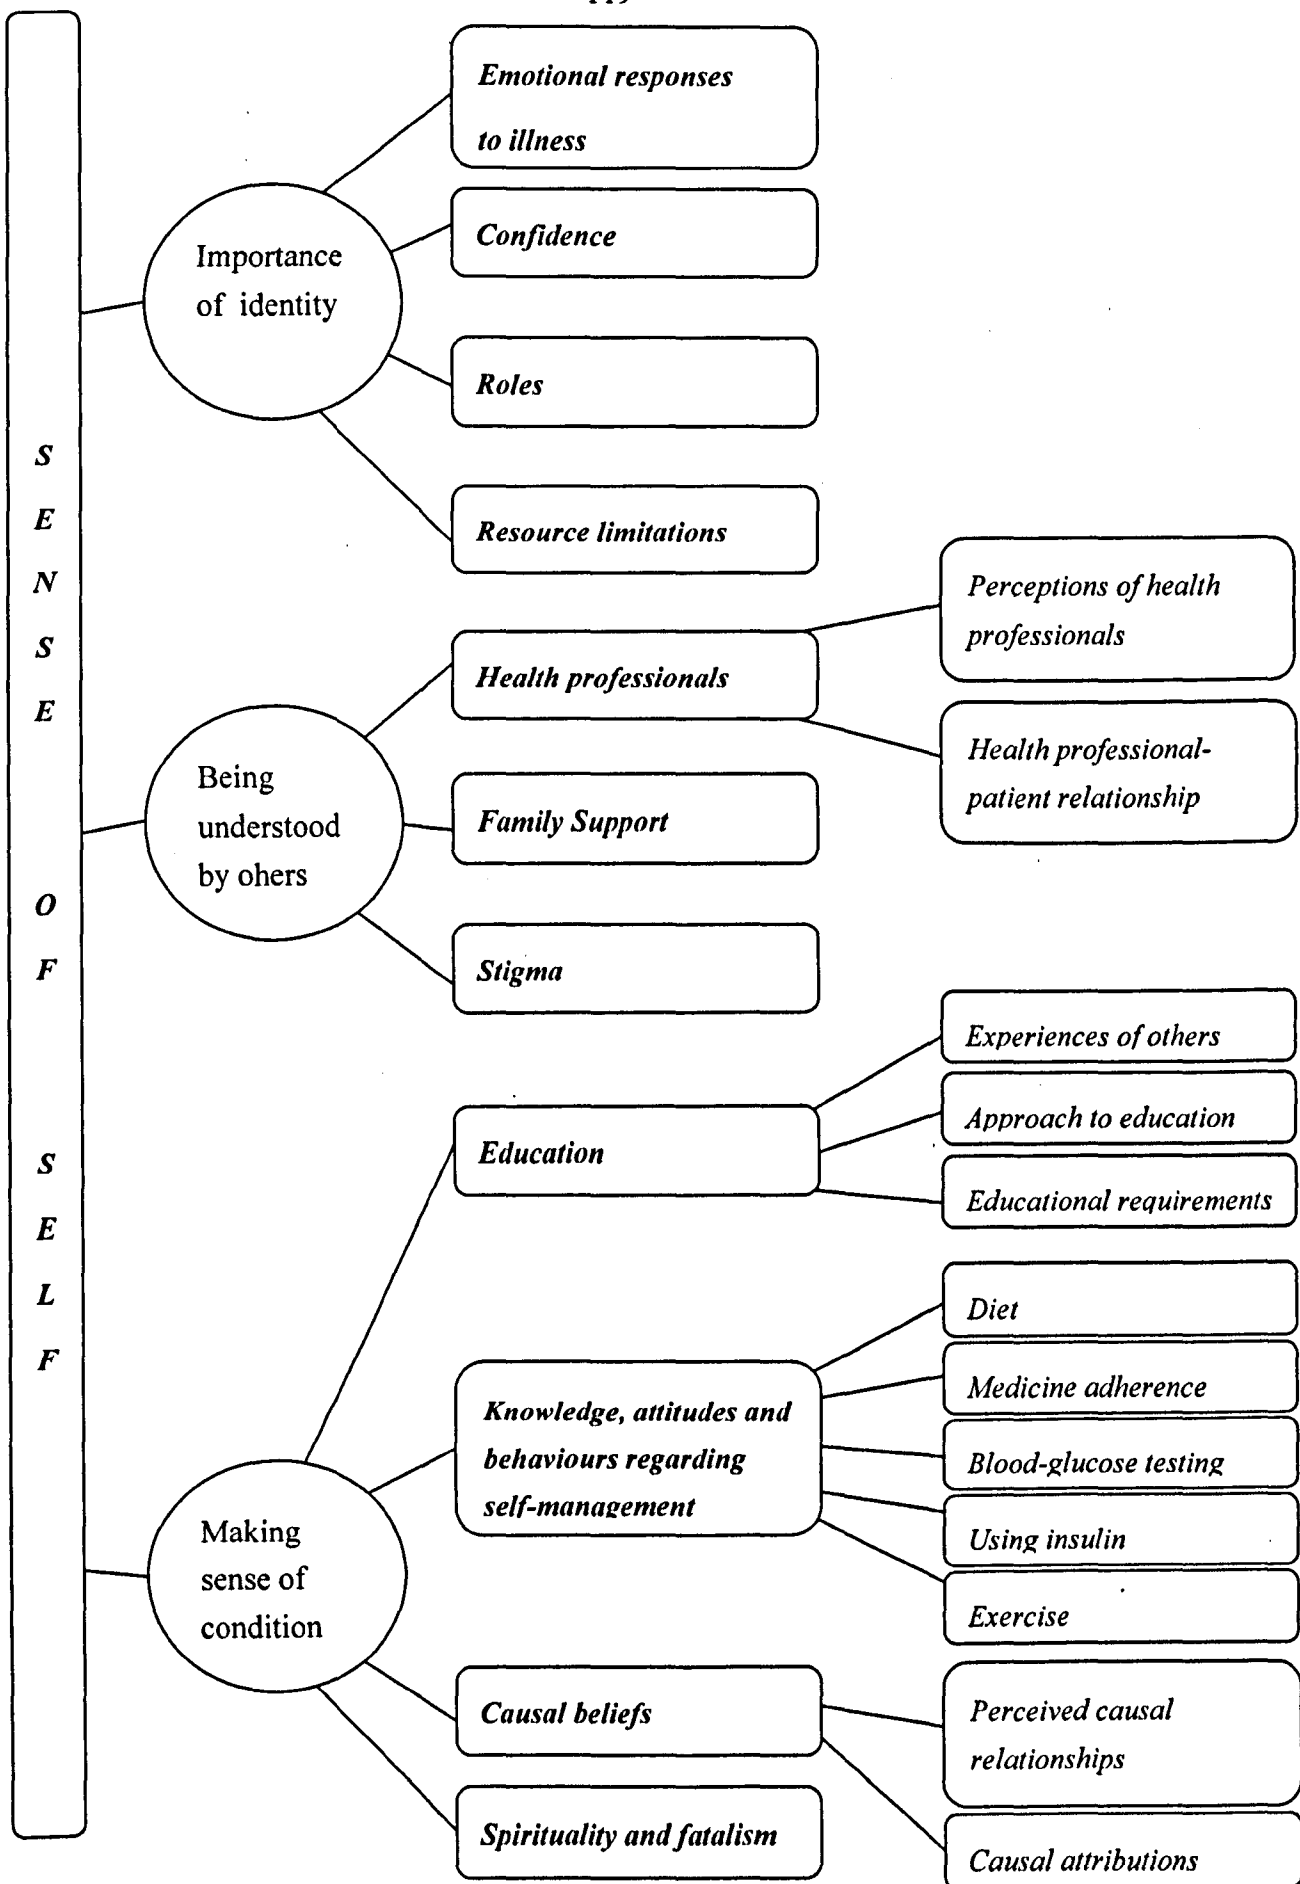 SENSE OF SELF
Importance
of identity
Emotional responses
to illness
Confidence
Roles
Resource limitations
Being
understood
by ohers
Health professionals
Perceptions of health
professionals
Health professional-
patient relationship
Family Support
Stigma
Making
sense of
condition
Education
Experiences of others
Approach to education
Educational requirements
Knowledge, attitudes and
behaviours regarding
self-management
Diet
Medicine adherence
Blood-glucose testing
Using insulin
Exercise
Causal beliefs
Perceived causal
relationships
Causal attributions
Spirituality and fatalism